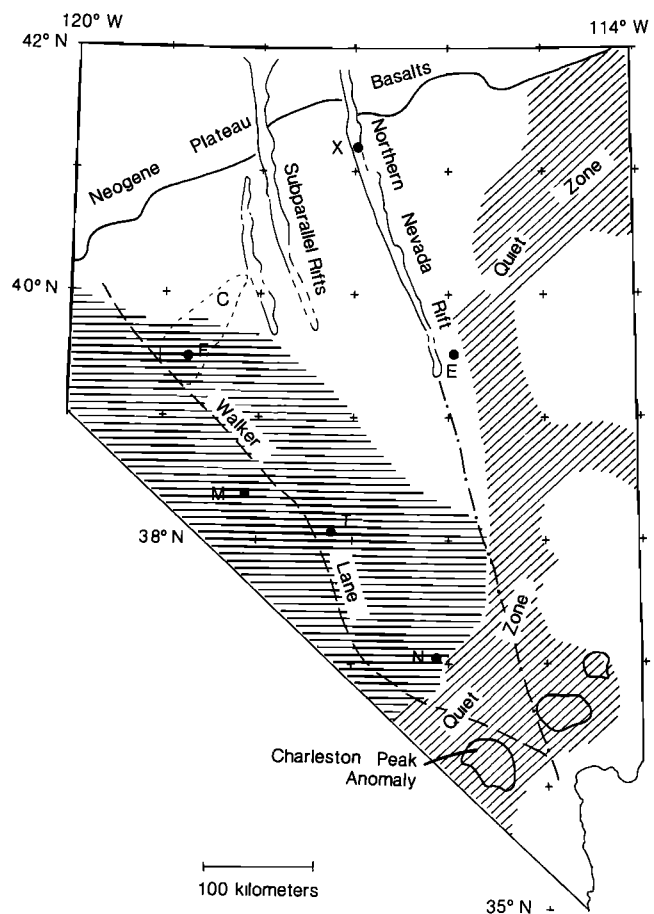 120° W
114° W
42° N
Neogene Plateau Basalts
X
Northern Nevada Rift
Subparallel Rifts
Quiet Zone
40° N
C
F
E
Walker Lane
M
T
38° N
N
Quiet Zone
Charleston Peak
Anomaly
100 kilometers
35° N